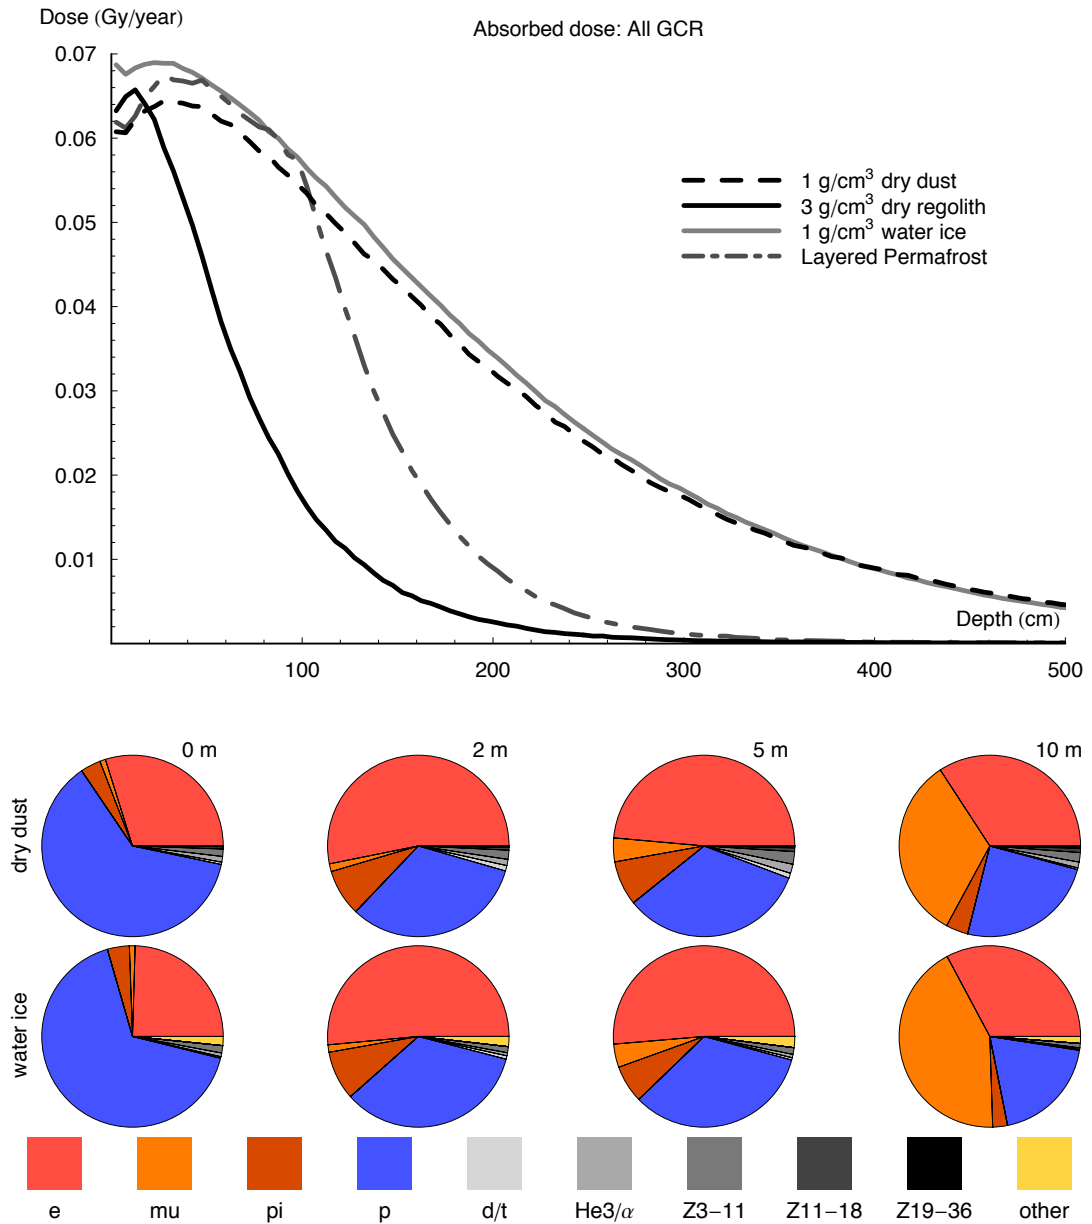 Dose (Gy/year)
Absorbed dose: All GCR
0.07
0.06
0.05
0.04
0.03
0.02
0.01
1 g/cm³ dry dust
3 g/cm³ dry regolith
1 g/cm³ water ice
Layered Permafrost
Depth (cm)
100 200 300 400 500
0 m 2 m 5 m 10 m
dry dust
water ice
e mu pi p d/t He3/α Z3−11 Z11−18 Z19−36 other